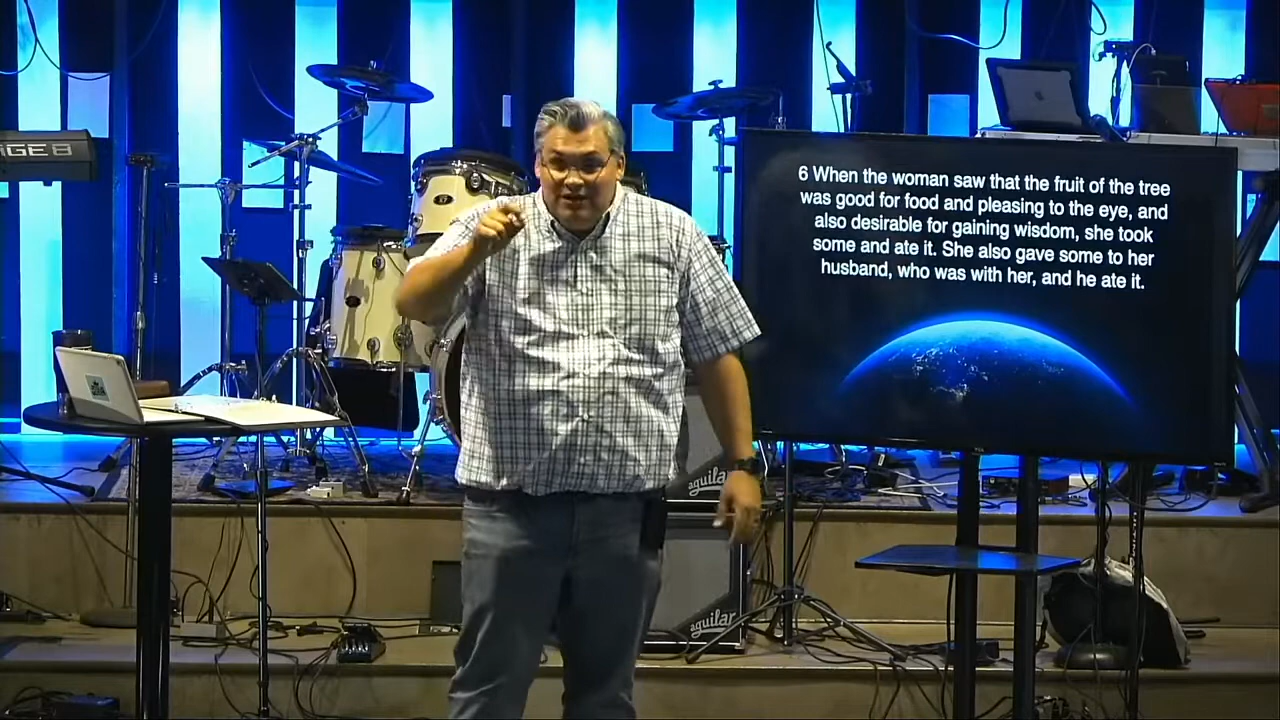 GE 8
6 When the woman saw that the fruit of the tree
was good for food and pleasing to the eye, and
also desirable for gaining wisdom, she took
some and ate it. She also gave some to her
husband, who was with her, and he ate it.
aguilar
aguilar